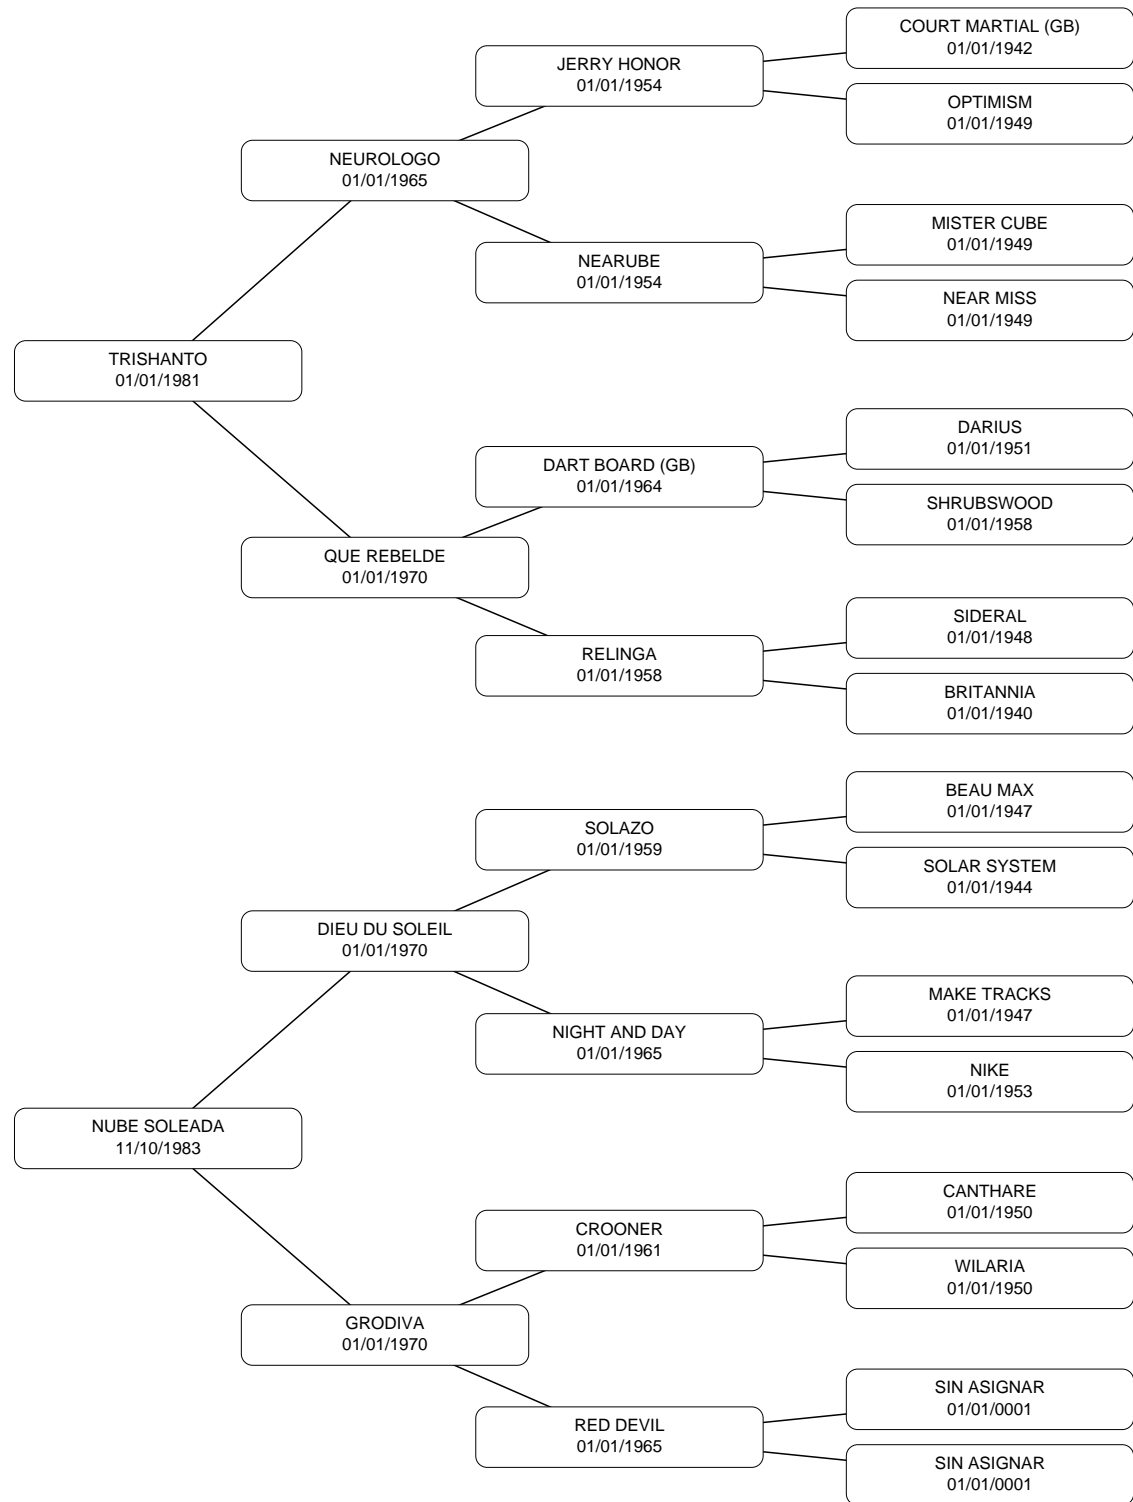 COURT MARTIAL (GB)
01/01/1942
JERRY HONOR
01/01/1954
OPTIMISM
01/01/1949
NEUROLOGO
01/01/1965
MISTER CUBE
01/01/1949
NEARUBE
01/01/1954
NEAR MISS
01/01/1949
TRISHANTO
01/01/1981
DARIUS
01/01/1951
DART BOARD (GB)
01/01/1964
SHRUBSWOOD
01/01/1958
QUE REBELDE
01/01/1970
SIDERAL
01/01/1948
RELINGA
01/01/1958
BRITANNIA
01/01/1940
BEAU MAX
01/01/1947
SOLAZO
01/01/1959
SOLAR SYSTEM
01/01/1944
DIEU DU SOLEIL
01/01/1970
MAKE TRACKS
01/01/1947
NIGHT AND DAY
01/01/1965
NIKE
01/01/1953
NUBE SOLEADA
11/10/1983
CANTHARE
01/01/1950
CROONER
01/01/1961
WILARIA
01/01/1950
GRODIVA
01/01/1970
SIN ASIGNAR
01/01/0001
RED DEVIL
01/01/1965
SIN ASIGNAR
01/01/0001